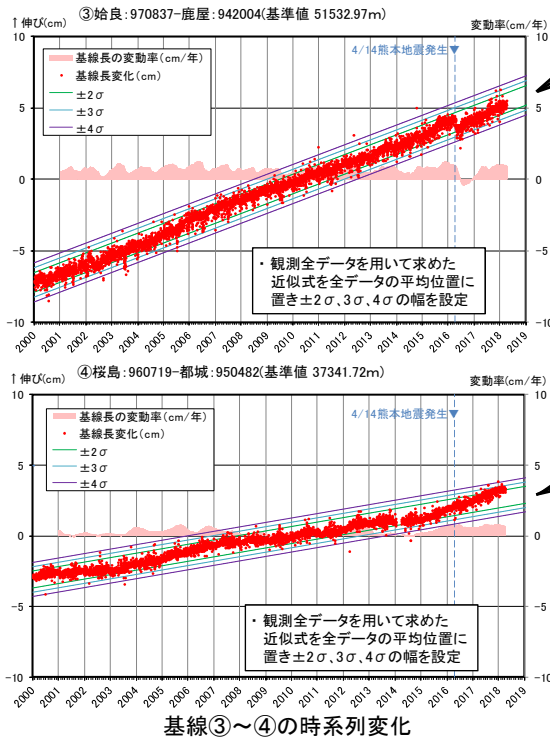 ③姶良:970837-鹿屋:942004(基準値 51532.97m)
↑伸び(cm)
変動率(cm/年)
4/14熊本地震発生▼
基線長の変動率(cm/年)
基線長変化(cm)
±2σ
±3σ
±4σ
10
5
0
-5
-10
10
5
0
-5
-10
・観測全データを用いて求めた
近似式を全データの平均位置に
置き±2σ、3σ、4σの幅を設定
2000 2001 2002 2003 2004 2005 2006 2007 2008 2009 2010 2011 2012 2013 2014 2015 2016 2017 2018 2019
④桜島:960719-都城:950482(基準値 37341.72m)
↑伸び(cm)
変動率(cm/年)
4/14熊本地震発生▼
基線長の変動率(cm/年)
基線長変化(cm)
±2σ
±3σ
±4σ
10
5
0
-5
-10
10
5
0
-5
-10
・観測全データを用いて求めた
近似式を全データの平均位置に
置き±2σ、3σ、4σの幅を設定
2000 2001 2002 2003 2004 2005 2006 2007 2008 2009 2010 2011 2012 2013 2014 2015 2016 2017 2018 2019
基線③～④の時系列変化